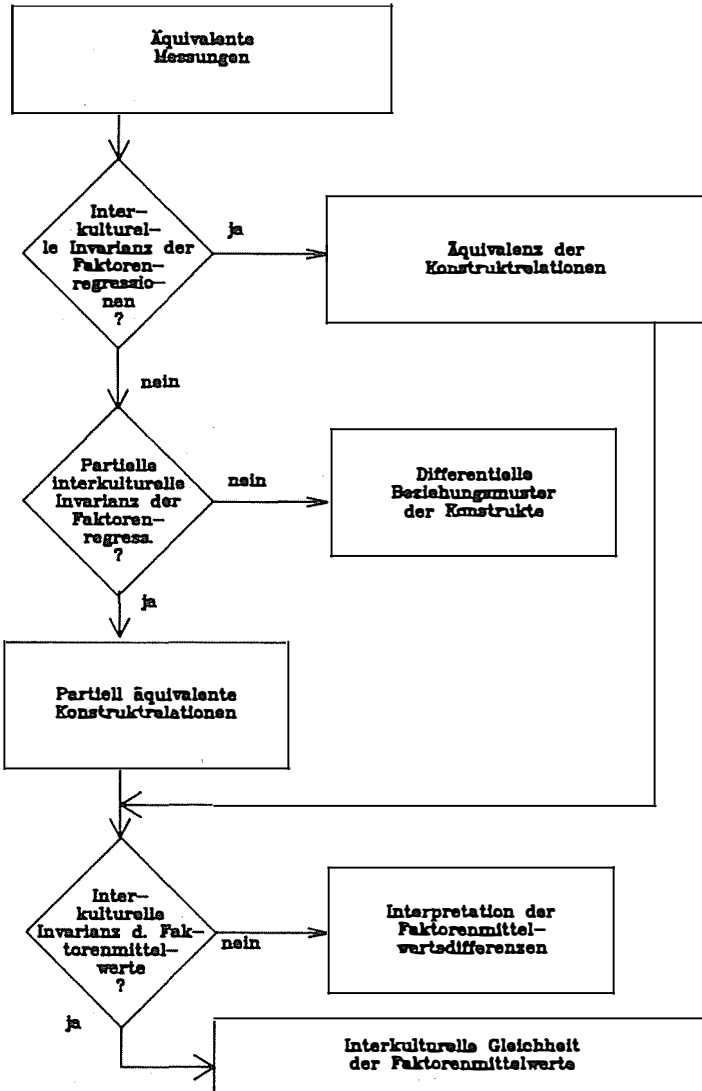 Äquivalente
Messungen
Inter-
kulturel-
le Invarianz der
Faktoren-
regressio-
nen
?
ja
Äquivalenz der
Konstruktrelationen
nein
Partielle
interkulturelle
Invarianz der
Faktoren-
regress.
?
nein
Differentielle
Beziehungsmuster
der Konstrukte
ja
Partiell äquivalente
Konstruktrelationen
Inter-
kulturelle
Invarianz d. Fak-
torenmittel-
werte
?
nein
Interpretation der
Faktorenmittel-
wertsdifferenzen
ja
Interkulturelle Gleichheit
der Faktorenmittelwerte